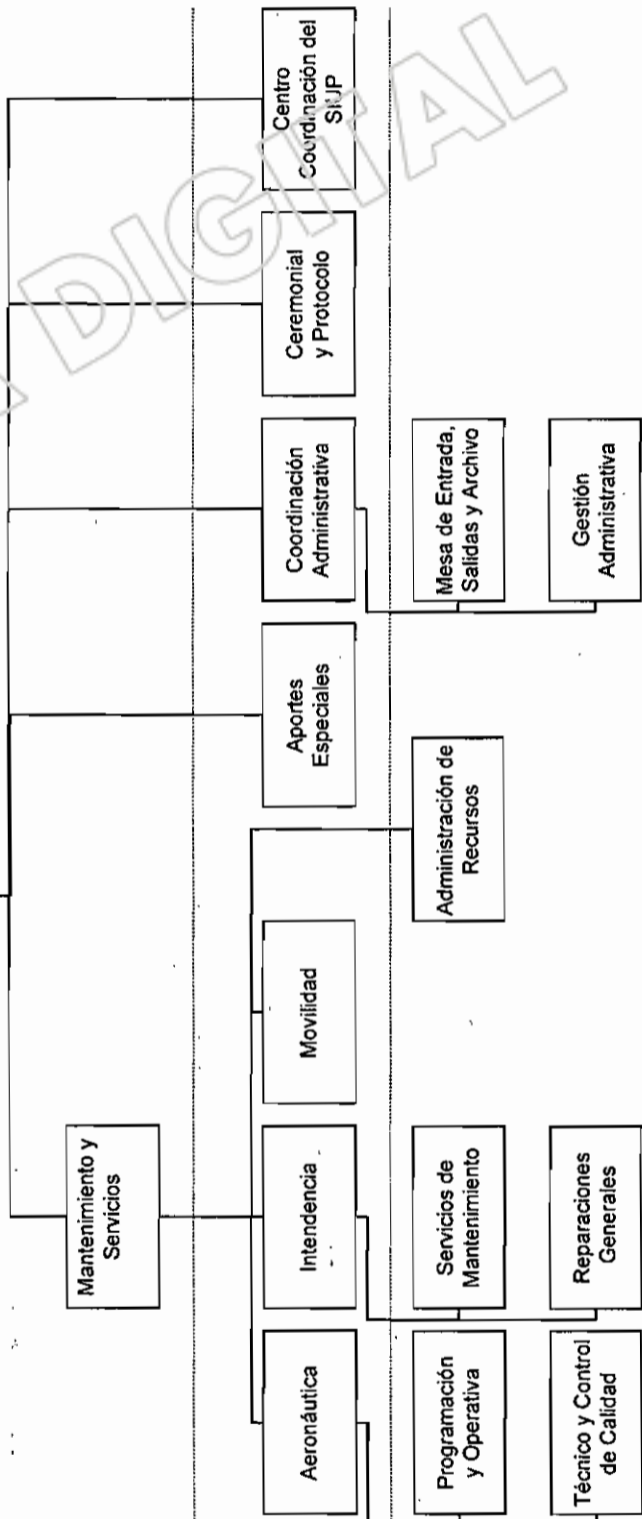 Mantenimiento y
Servicios
Aeronáutica
Intendencia
Movilidad
Aportes
Especiales
Coordinación
Administrativa
Ceremonial
y Protocolo
Centro
Coordinación del
Programación
y Operativa
Servicios de
Mantenimiento
Administración de
Recursos
Mesa de Entrada,
Salidas y Archivo
Técnico y Control
de Calidad
Reparaciones
Generales
Gestión
Administrativa
DIGITAL